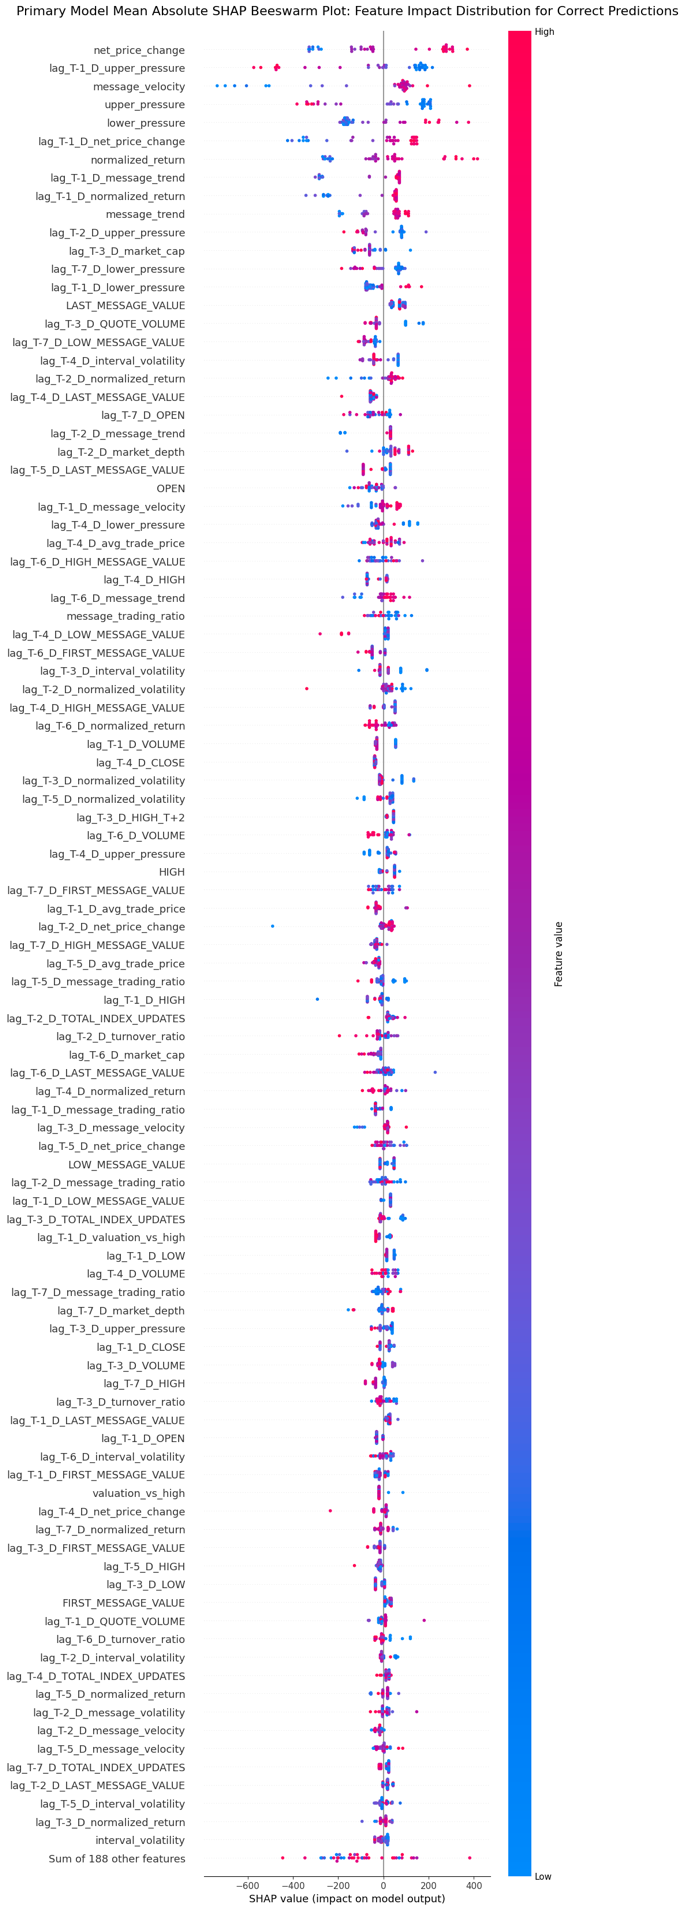 Primary Model Mean Absolute SHAP Beeswarm Plot: Feature Impact Distribution for Correct Predictions
High
net_price_change
lag_T-1_D_upper_pressure
message_velocity
upper_pressure
lower_pressure
lag_T-1_D_net_price_change
normalized_return
lag_T-1_D_message_trend
lag_T-1_D_normalized_return
message_trend
lag_T-2_D_upper_pressure
lag_T-3_D_market_cap
lag_T-7_D_lower_pressure
lag_T-1_D_lower_pressure
LAST_MESSAGE_VALUE
lag_T-3_D_QUOTE_VOLUME
lag_T-7_D_LOW_MESSAGE_VALUE
lag_T-4_D_interval_volatility
lag_T-2_D_normalized_return
lag_T-4_D_LAST_MESSAGE_VALUE
lag_T-7_D_OPEN
lag_T-2_D_message_trend
lag_T-2_D_market_depth
lag_T-5_D_LAST_MESSAGE_VALUE
OPEN
lag_T-1_D_message_velocity
lag_T-4_D_lower_pressure
lag_T-4_D_avg_trade_price
lag_T-6_D_HIGH_MESSAGE_VALUE
lag_T-4_D_HIGH
lag_T-6_D_message_trend
message_trading_ratio
lag_T-4_D_LOW_MESSAGE_VALUE
lag_T-6_D_FIRST_MESSAGE_VALUE
lag_T-3_D_interval_volatility
lag_T-2_D_normalized_volatility
lag_T-4_D_HIGH_MESSAGE_VALUE
lag_T-6_D_normalized_return
lag_T-1_D_VOLUME
lag_T-4_D_CLOSE
lag_T-3_D_normalized_volatility
lag_T-5_D_normalized_volatility
lag_T-3_D_HIGH_T+2
lag_T-6_D_VOLUME
lag_T-4_D_upper_pressure
HIGH
lag_T-7_D_FIRST_MESSAGE_VALUE
lag_T-1_D_avg_trade_price
lag_T-2_D_net_price_change
lag_T-7_D_HIGH_MESSAGE_VALUE
lag_T-5_D_avg_trade_price
lag_T-5_D_message_trading_ratio
lag_T-1_D_HIGH
lag_T-2_D_TOTAL_INDEX_UPDATES
lag_T-2_D_turnover_ratio
lag_T-6_D_market_cap
lag_T-6_D_LAST_MESSAGE_VALUE
lag_T-4_D_normalized_return
lag_T-1_D_message_trading_ratio
lag_T-3_D_message_velocity
lag_T-5_D_net_price_change
LOW_MESSAGE_VALUE
lag_T-2_D_message_trading_ratio
lag_T-1_D_LOW_MESSAGE_VALUE
lag_T-3_D_TOTAL_INDEX_UPDATES
lag_T-1_D_valuation_vs_high
lag_T-1_D_LOW
lag_T-4_D_VOLUME
lag_T-7_D_message_trading_ratio
lag_T-7_D_market_depth
lag_T-3_D_upper_pressure
lag_T-1_D_CLOSE
lag_T-3_D_VOLUME
lag_T-7_D_HIGH
lag_T-3_D_turnover_ratio
lag_T-1_D_LAST_MESSAGE_VALUE
lag_T-1_D_OPEN
lag_T-6_D_interval_volatility
lag_T-1_D_FIRST_MESSAGE_VALUE
valuation_vs_high
lag_T-4_D_net_price_change
lag_T-7_D_normalized_return
lag_T-3_D_FIRST_MESSAGE_VALUE
lag_T-5_D_HIGH
lag_T-3_D_LOW
FIRST_MESSAGE_VALUE
lag_T-1_D_QUOTE_VOLUME
lag_T-6_D_turnover_ratio
lag_T-2_D_interval_volatility
lag_T-4_D_TOTAL_INDEX_UPDATES
lag_T-5_D_normalized_return
lag_T-2_D_message_volatility
lag_T-2_D_message_velocity
lag_T-5_D_message_velocity
lag_T-7_D_TOTAL_INDEX_UPDATES
lag_T-2_D_LAST_MESSAGE_VALUE
lag_T-5_D_interval_volatility
lag_T-3_D_normalized_return
interval_volatility
Sum of 188 other features
Feature value
Low
−600 −400 −200 0 200 400
SHAP value (impact on model output)